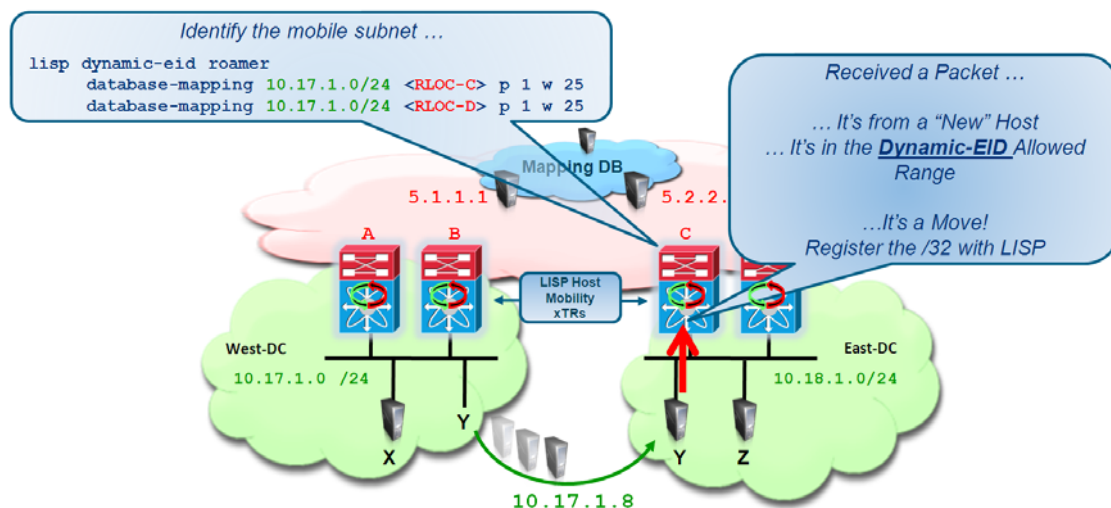 Identify the mobile subnet …
lisp dynamic-eid roamer
database-mapping 10.17.1.0/24 <RLOC-C> p 1 w 25
database-mapping 10.17.1.0/24 <RLOC-D> p 1 w 25
Received a Packet …
… It's from a “New” Host
… It's in the Dynamic-EID Allowed
Range
…It's a Move!
Register the /32 with LISP
Mapping DB
5.1.1.1
5.2.2.
A
B
C
LISP Host
Mobility
xTRs
West-DC
East-DC
10.17.1.0 /24
10.18.1.0/24
X
Y
Y
Z
10.17.1.8